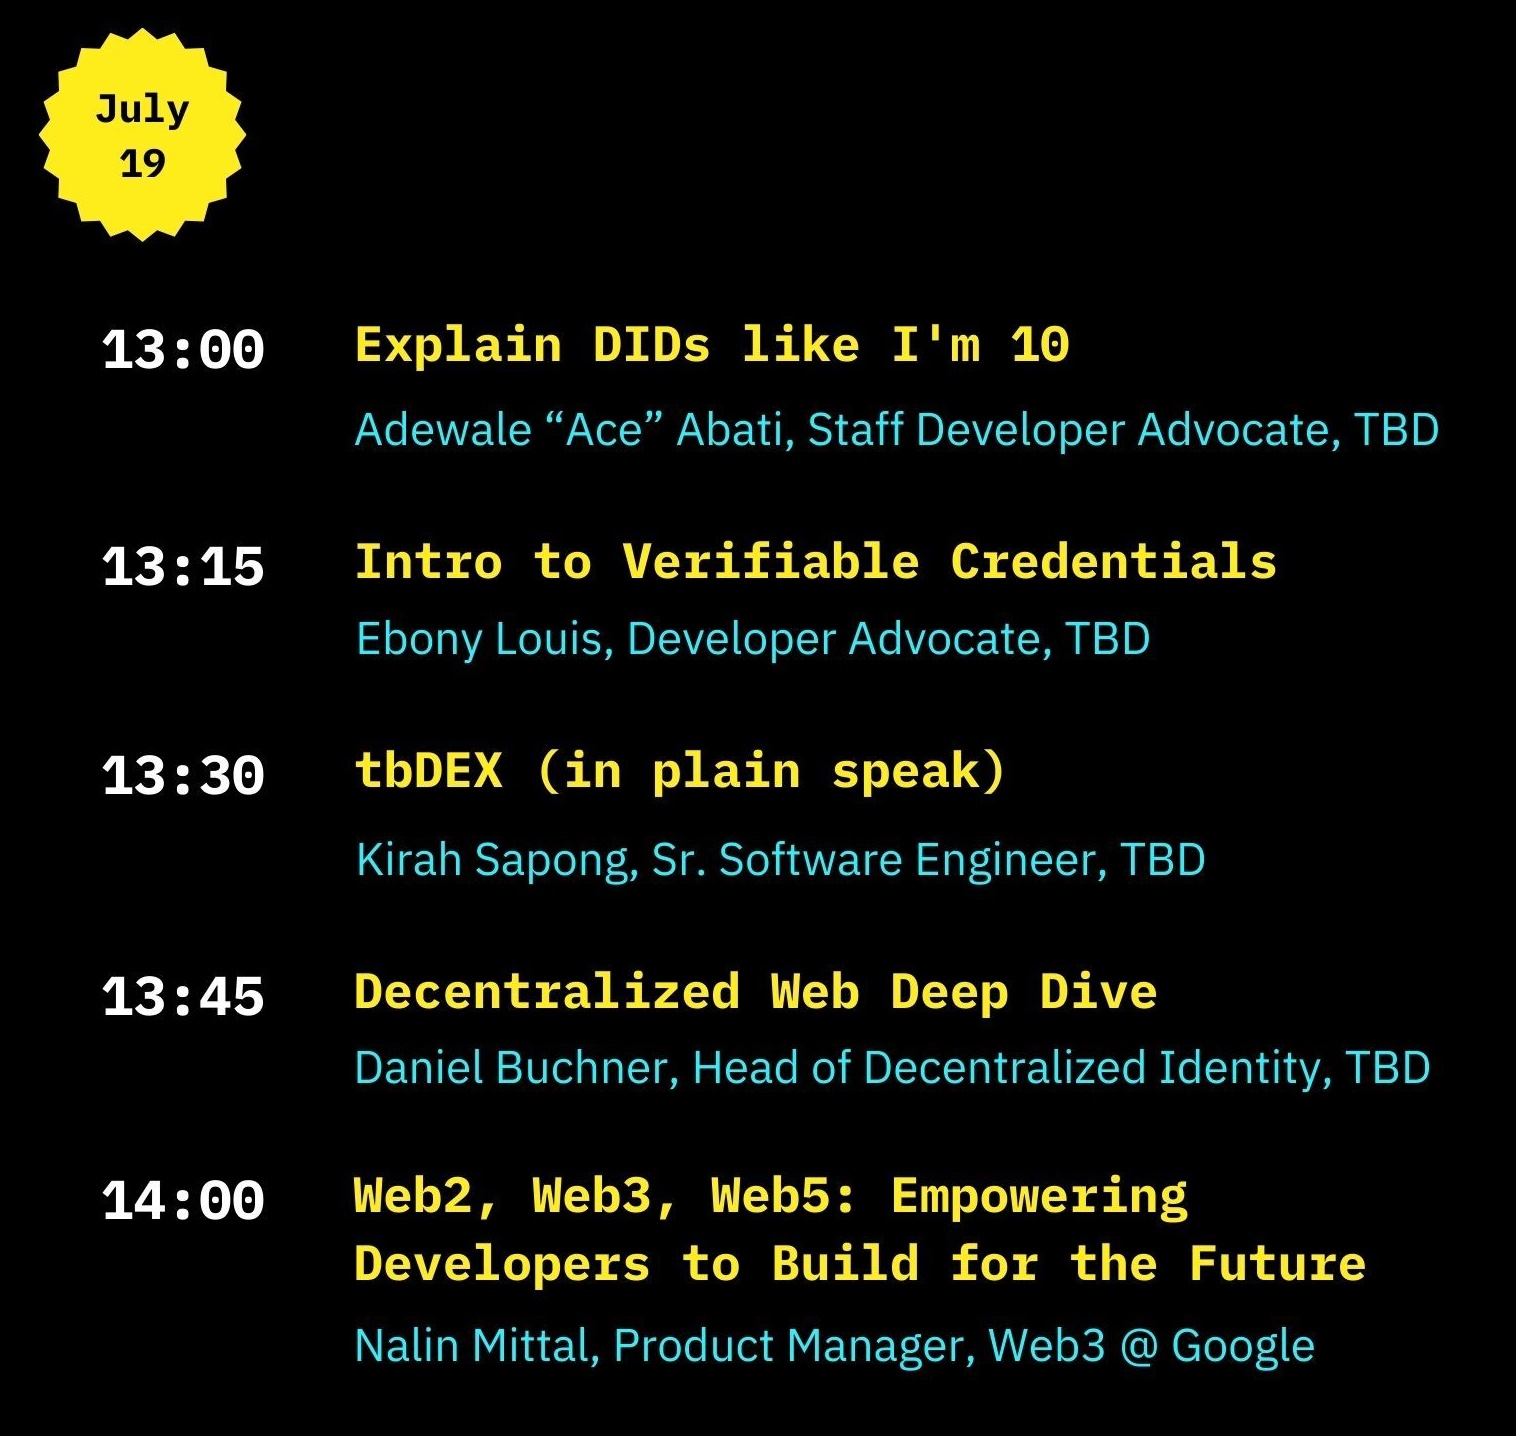 July
19
13:00
Explain DIDs like I'm 10
Adewale “Ace” Abati, Staff Developer Advocate, TBD
13:15
Intro to Verifiable Credentials
Ebony Louis, Developer Advocate, TBD
13:30
tbDEX (in plain speak)
Kirah Sapong, Sr. Software Engineer, TBD
13:45
Decentralized Web Deep Dive
Daniel Buchner, Head of Decentralized Identity, TBD
14:00
Web2, Web3, Web5: Empowering
Developers to Build for the Future
Nalin Mittal, Product Manager, Web3 @ Google